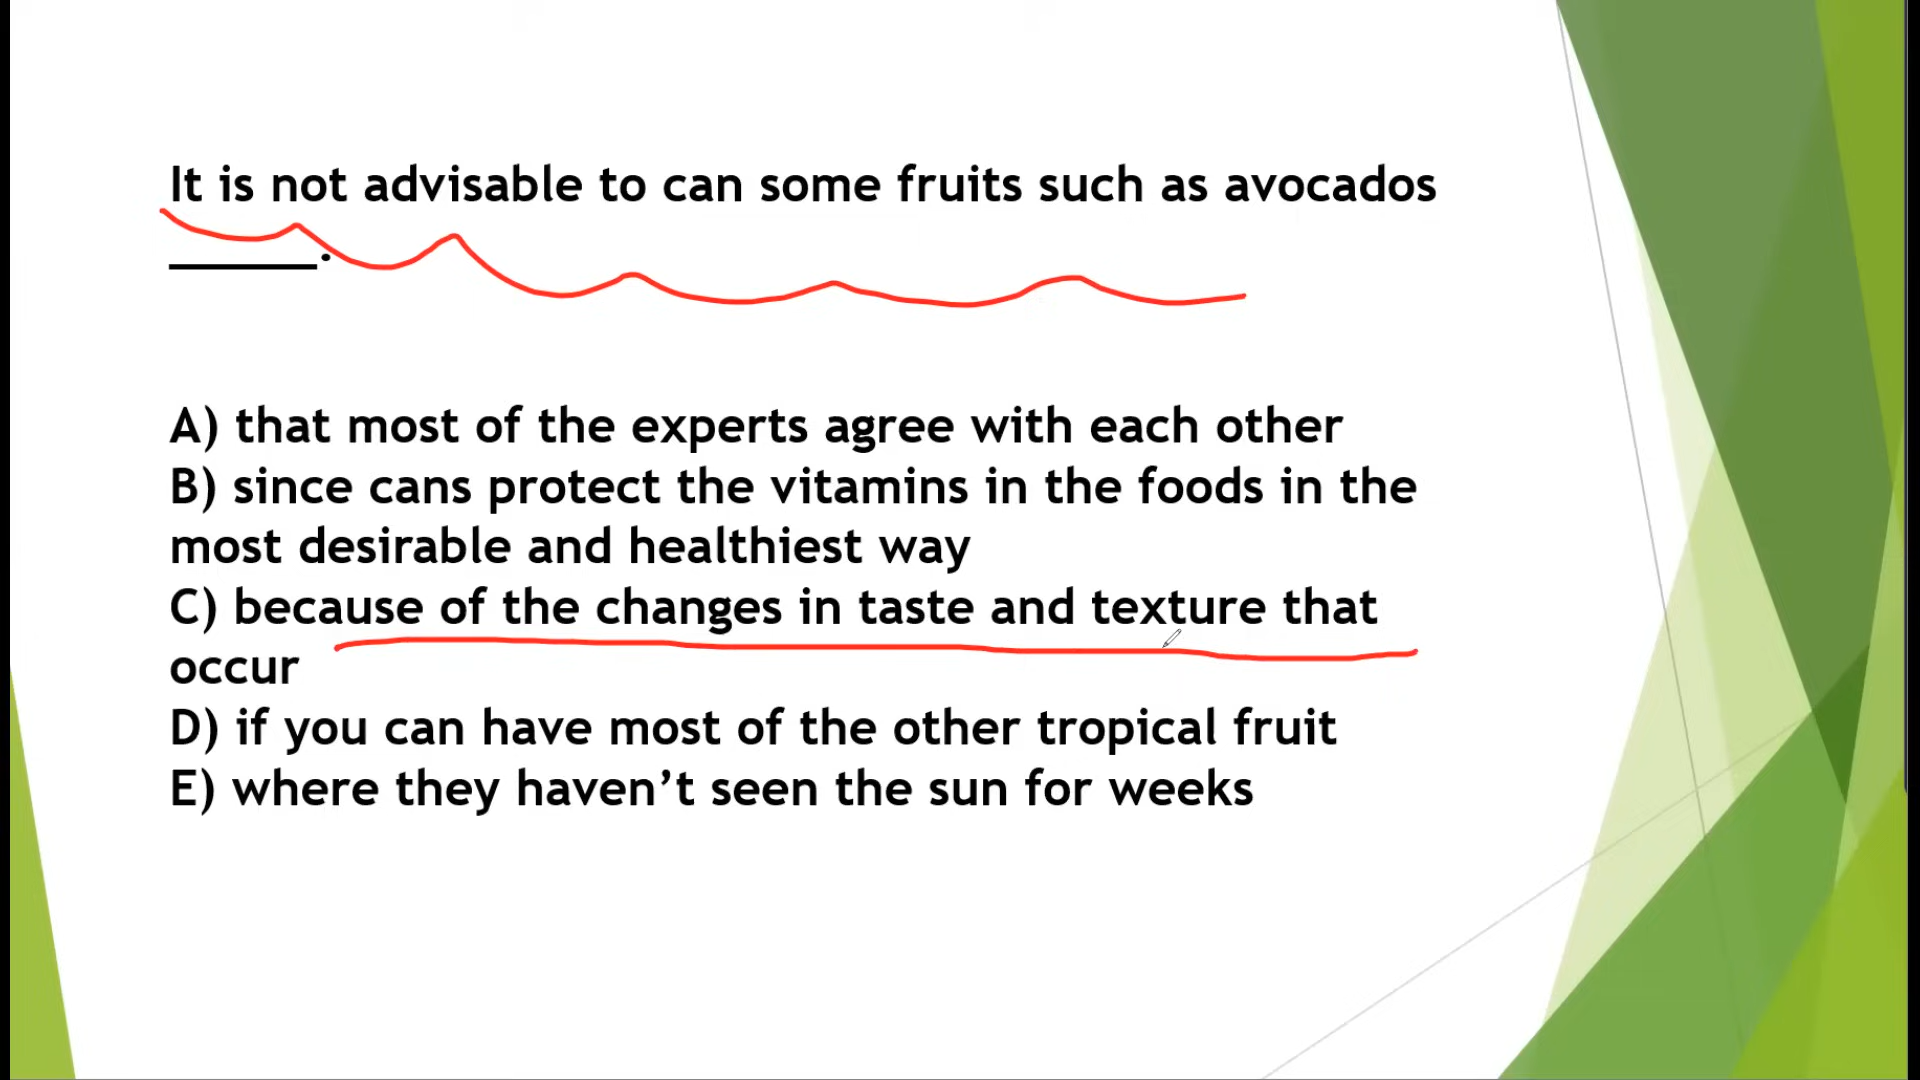 It is not advisable to can some fruits such as avocados
______.
A) that most of the experts agree with each other
B) since cans protect the vitamins in the foods in the
most desirable and healthiest way
C) because of the changes in taste and texture that
occur
D) if you can have most of the other tropical fruit
E) where they haven’t seen the sun for weeks